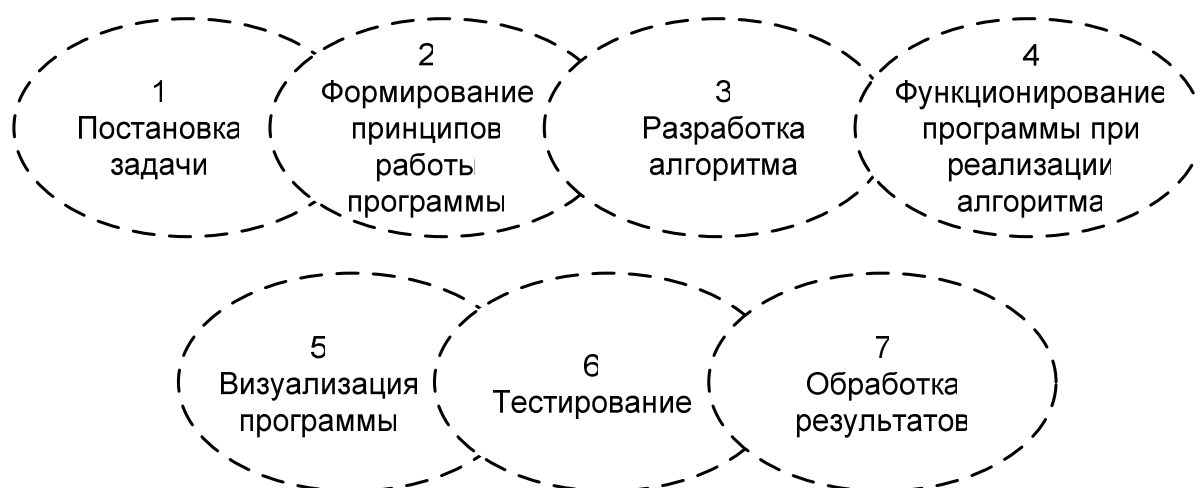 1
Постановка
задачи
2
Формирование
принципов
работы
программы
3
Разработка
алгоритма
4
Функционирование
программы при
реализации
алгоритма
5
Визуализация
программы
6
Тестирование
7
Обработка
результатов